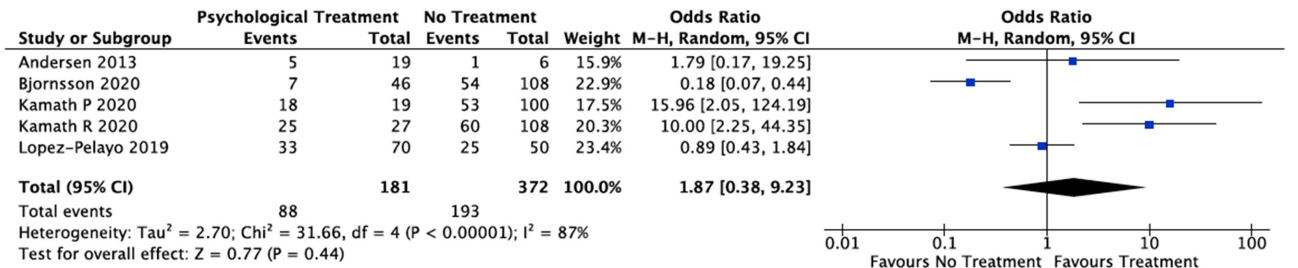 Psychological Treatment No Treatment Odds Ratio Odds Ratio
Study or Subgroup Events Total Events Total Weight M-H, Random, 95% CI M-H, Random, 95% CI
Andersen 2013 5 19 1 6 15.9% 1.79 [0.17, 19.25]
Bjornsson 2020 7 46 54 108 22.9% 0.18 [0.07, 0.44]
Kamath P 2020 18 19 53 100 17.5% 15.96 [2.05, 124.19]
Kamath R 2020 25 27 60 108 20.3% 10.00 [2.25, 44.35]
Lopez-Pelayo 2019 33 70 25 50 23.4% 0.89 [0.43, 1.84]
Total (95% CI) 181 372 100.0% 1.87 [0.38, 9.23]
Total events 88 193
Heterogeneity: Tau² = 2.70; Chi² = 31.66, df = 4 (P < 0.00001); I² = 87%
Test for overall effect: Z = 0.77 (P = 0.44)
0.01 0.1 1 10 100
Favours No Treatment Favours Treatment